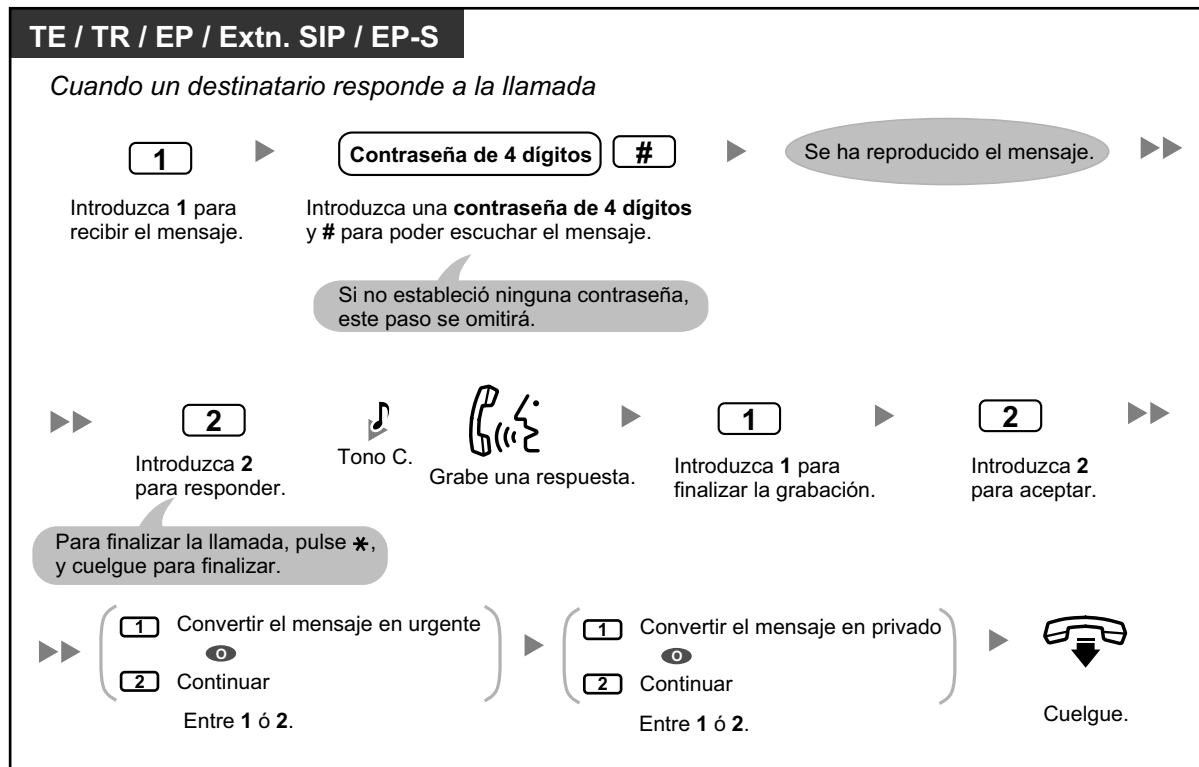 TE / TR / EP / Extn. SIP / EP-S
Cuando un destinatario responde a la llamada
1
Contraseña de 4 dígitos
#
Se ha reproducido el mensaje.
Introduzca 1 para
recibir el mensaje.
Introduzca una contraseña de 4 dígitos
y # para poder escuchar el mensaje.
Si no estableció ninguna contraseña,
este paso se omitirá.
2
Introduzca 2
para responder.
Tono C.
Grabe una respuesta.
1
Introduzca 1 para
finalizar la grabación.
2
Introduzca 2
para aceptar.
Para finalizar la llamada, pulse *,
y cuelgue para finalizar.
1 Convertir el mensaje en urgente
O
2 Continuar
Entre 1 ó 2.
1 Convertir el mensaje en privado
O
2 Continuar
Entre 1 ó 2.
Cuelgue.